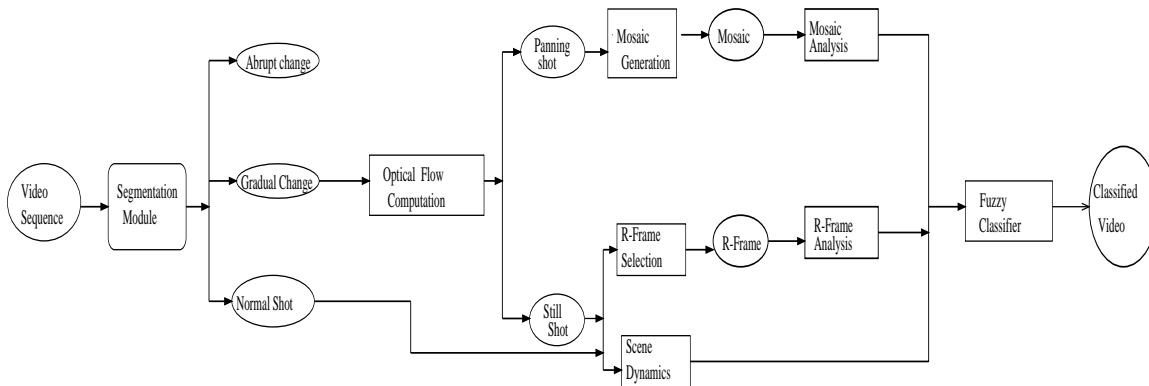 Video
Sequence
Segmentation
Module
Abrupt change
Gradual Change
Normal Shot
Optical Flow
Computation
Panning
shot
Mosaic
Generation
Mosaic
Mosaic
Analysis
Still
Shot
R-Frame
Selection
R-Frame
R-Frame
Analysis
Scene
Dynamics
Fuzzy
Classifier
Classified
Video